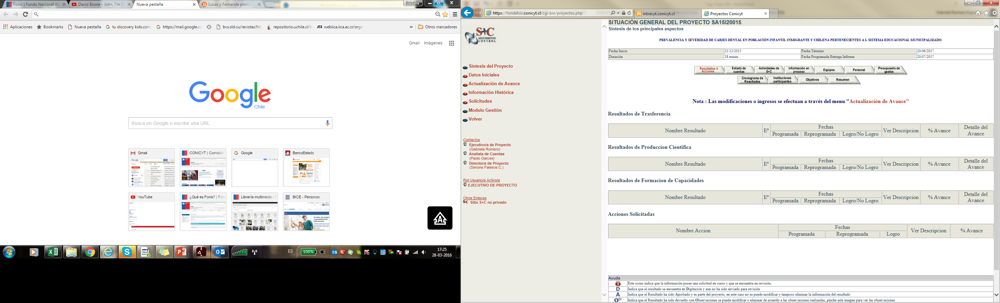 Fonis | Fondo Nacional de
David Bowie - John, I'm O
Nueva pestaña
Lucas y Fernanda prota
Gabriela
Aplicaciones
Bookmarks
Nueva pestaña
tu discovery kids.com
https://mail.google.co
bvs.sld.cu/revistas/hih
repositorio.uchile.cl/b
webiica.iica.ac.cr/orga
»
Otros marcadores
Gmail
Imágenes
Google
Chile
Busca en Google o escribe una URL
Gmail
CONICYT | Comisión
Google
BancoEstado
YouTube
¿Qué es Fonis? | Fon
Librería multimedia ‹ F
BICE - Personas
ES
100%
17:25
28-03-2016
https://fondefsis.conicyt.cl/cgi-bin/proyectos.php
intracyt.conicyt.cl
Proyectos Conicyt
S+C
SEGUIMIENTO
CONTROL
Síntesis del Proyecto
Datos Iniciales
Actualización de Avance
Información Histórica
Solicitudes
Modulo Gestión
Volver
Contactos
Ejecutivo/a de Proyecto
(Gabriela Romero)
Analista de Cuentas
(Paolo Garces)
Director/a de Proyecto
(Simone Faleiros C.)
Rol Usuario/a Activo/a
EJECUTIVO DE PROYECTO
Otros Enlaces
S+C Sitio S+C no privado
SITUACIÓN GENERAL DEL PROYECTO SA15I20015
Síntesis de los principales aspectos
PREVALENCIA Y SEVERIDAD DE CARIES DENTAL EN POBLACIÓN INFANTIL INMIGRANTE Y CHILENA PERTENECIENTES A L SISTEMA EDUCACIONAL MUNICIPALIZADO.
Fecha Inicio 21/12/2015 Fecha Término 20/06/2017
Duración 18 meses Fecha Programada Entrega Informe 20/07/2017
Resultados Y Acciones
Estado de cuentas
Actividades de S+C
Información en proceso
Equipos
Personal
Presupuesto de gastos
Cronograma de Resultados
Instituciones participantes
Objetivos
Resumen
Nota : Las modificaciones o ingresos se efectuan a través del menu "Actualización de Avance"
Resultados de Trasferencia
Nombre Resultado Eº Fechas Ver Descripcion % Avance Detalle del Avance
Programada Reprogramada Logro/No Logro
Resultados de Produccion Cientifica
Nombre Resultado Eº Fechas Ver Descripcion % Avance Detalle del Avance
Programada Reprogramada Logro/No Logro
Resultados de Formacion de Capacidades
Nombre Resultado Eº Fechas Ver Descripcion % Avance Detalle del Avance
Programada Reprogramada Logro/No Logro
Acciones Solicitadas
Nombre Accion Fechas Ver Descripcion % Avance
Programada Reprogramada Logro
Ayuda
Este icono indica que la información posee una solicitud en curso y que se encuentra en revisión.
D Indica que el resultado se encuentra en Digitacion y aun no ha sido enviado para revisión
A Indica que el Resultado ha sido Aprobado y es parte del proyecto, en este caso no se puede modificar y tampoco eliminar la información del resultado
O Indica que el Resultado ha sido devuelto con Observaciones se puede modificar o eliminar de acuerdo a las observaciones realizadas, pinche esta imagen para ver las observaciones